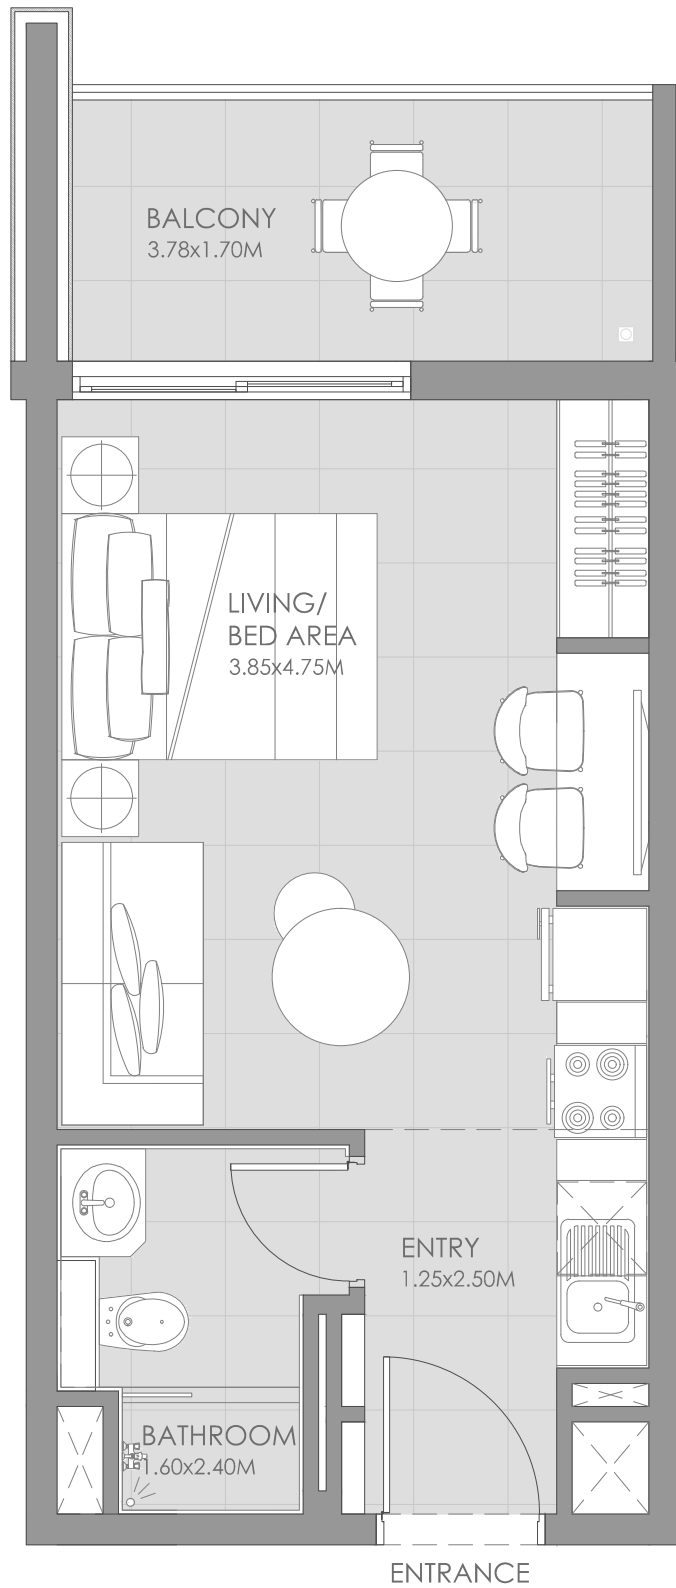 BALCONY
3.78x1.70M
LIVING/
BED AREA
3.85x4.75M
ENTRY
1.25x2.50M
BATHROOM
1.60x2.40M
ENTRANCE